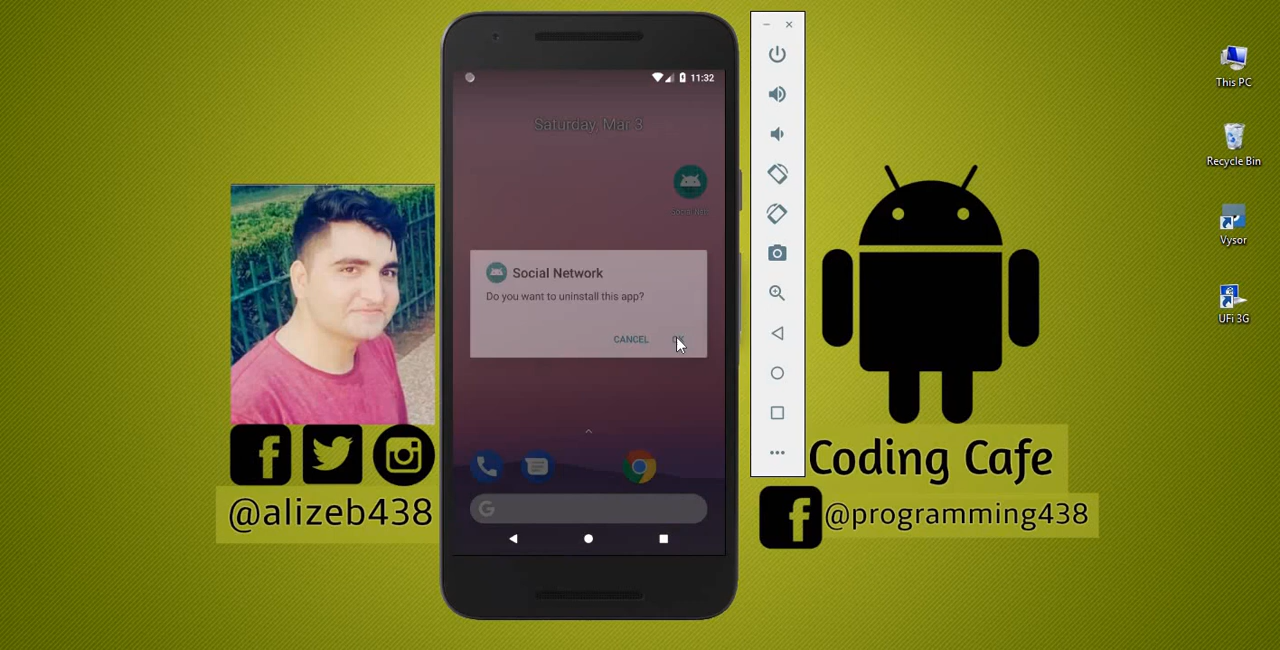 11:32
Saturday, Mar 3
Social Network
Do you want to uninstall this app?
CANCEL
@alizeb438
Coding Cafe
@programming438
This PC
Recycle Bin
Vysor
UFi 3G